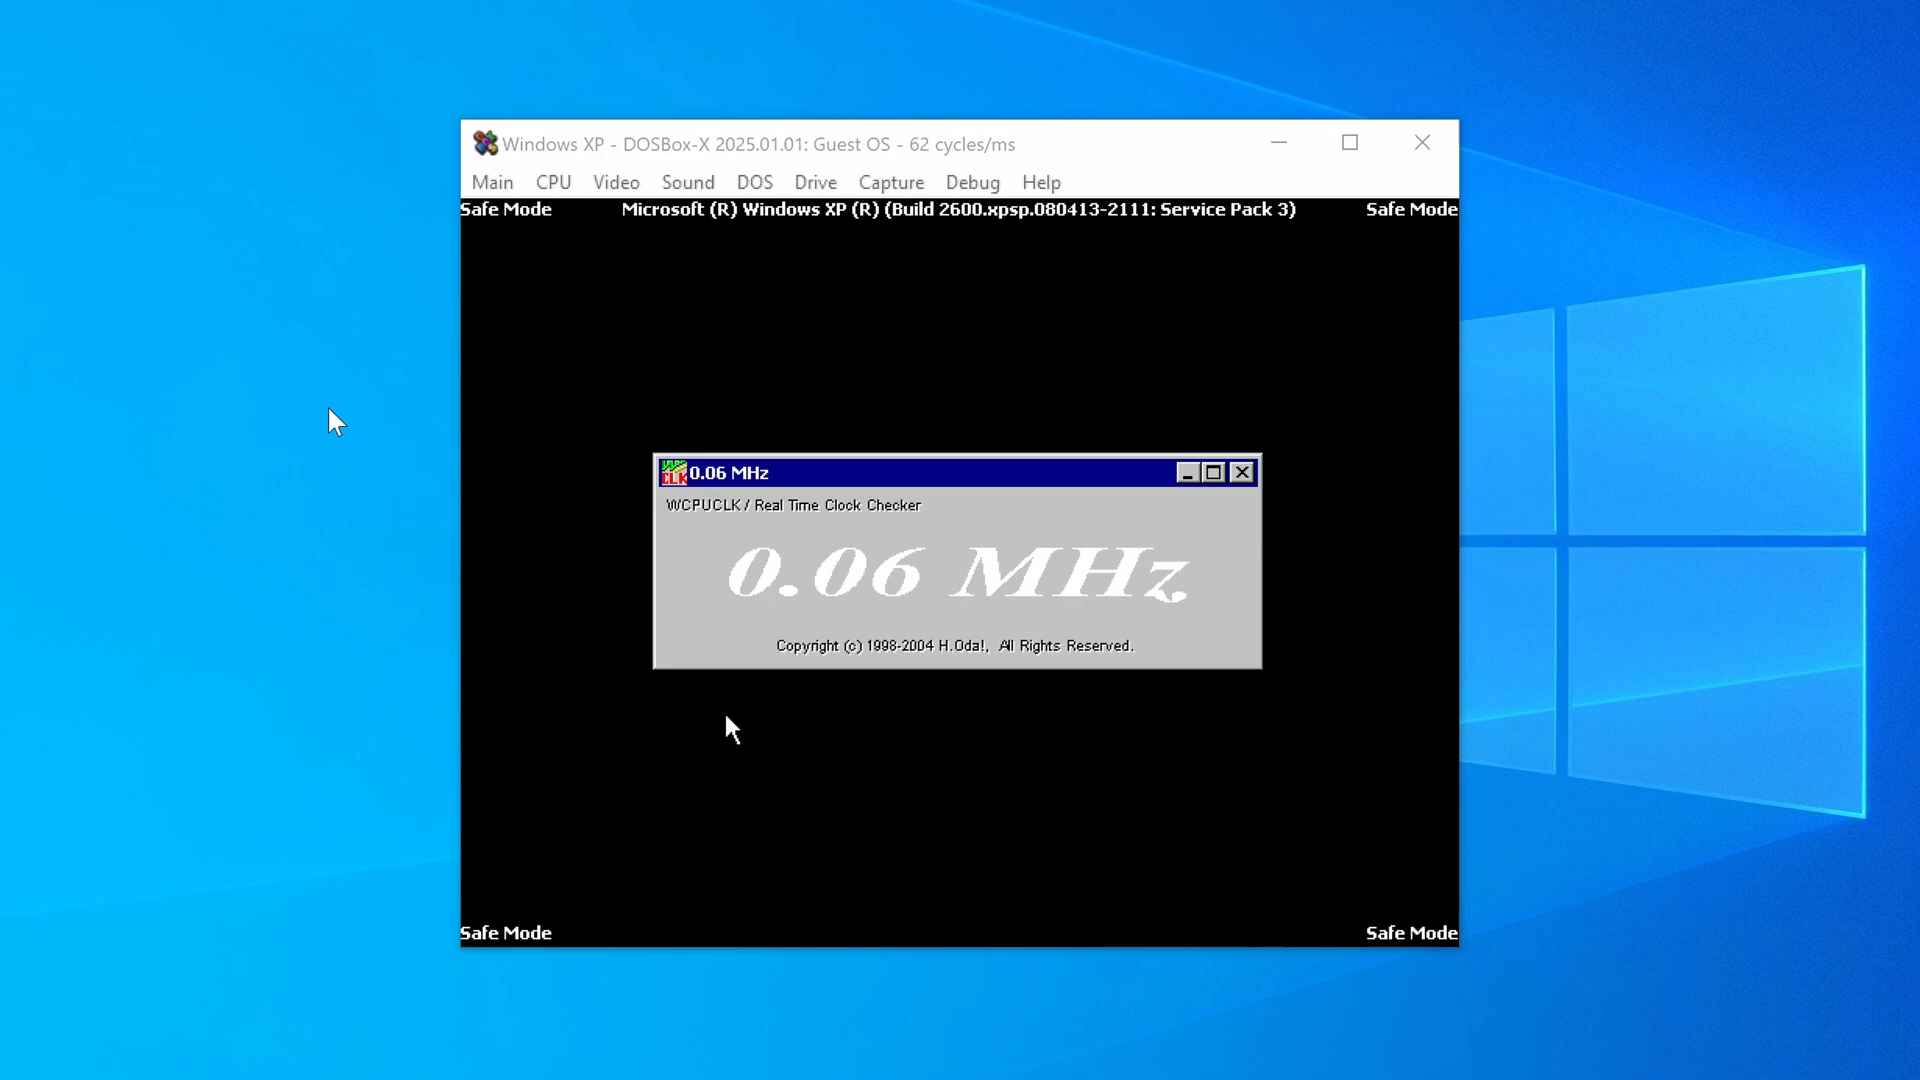 Windows XP - DOSBox-X 2025.01.01: Guest OS - 62 cycles/ms
Main CPU Video Sound DOS Drive Capture Debug Help
Safe Mode Microsoft (R) Windows XP (R) (Build 2600.xpsp.080413-2111: Service Pack 3) Safe Mode
0.06 MHz
WCPUCLK / Real Time Clock Checker
0.06 MHz
Copyright (c) 1998-2004 H.Oda!, All Rights Reserved.
Safe Mode Safe Mode